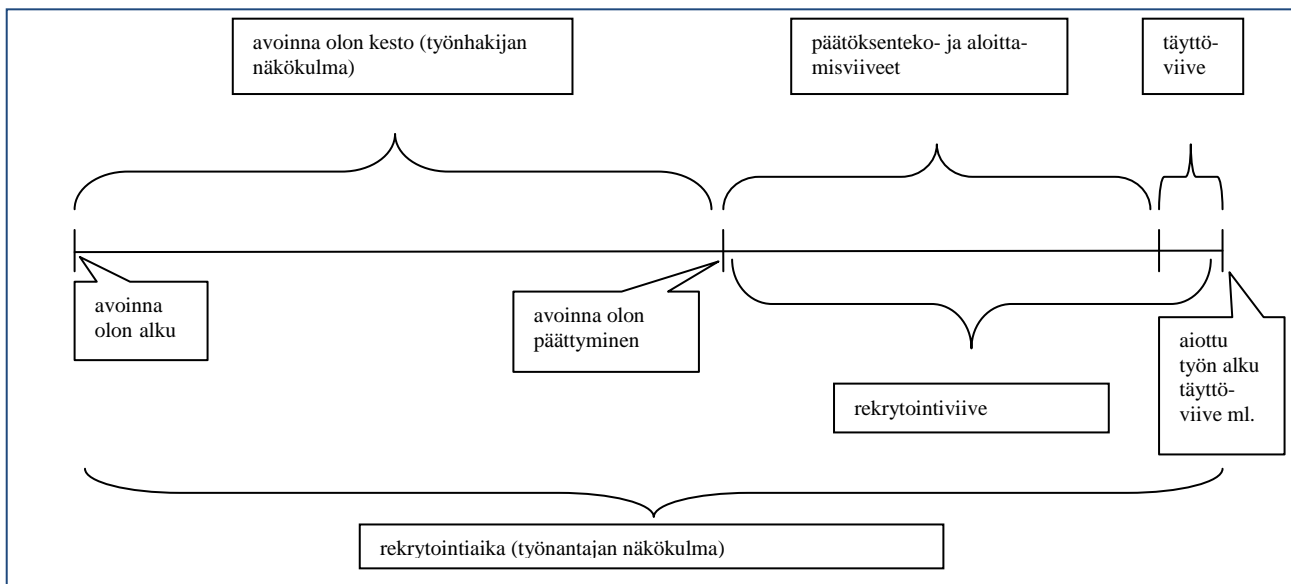 avoinna olon kesto (työnhakijan
näkökulma)
päätöksenteko- ja aloitta-
misviiveet
täyttö-
viive
avoinna
olon alku
avoinna olon
päättyminen
aiottu
työn alku
täyttö-
viive ml.
rekrytointiviive
rekrytointiaika (työnantajan näkökulma)